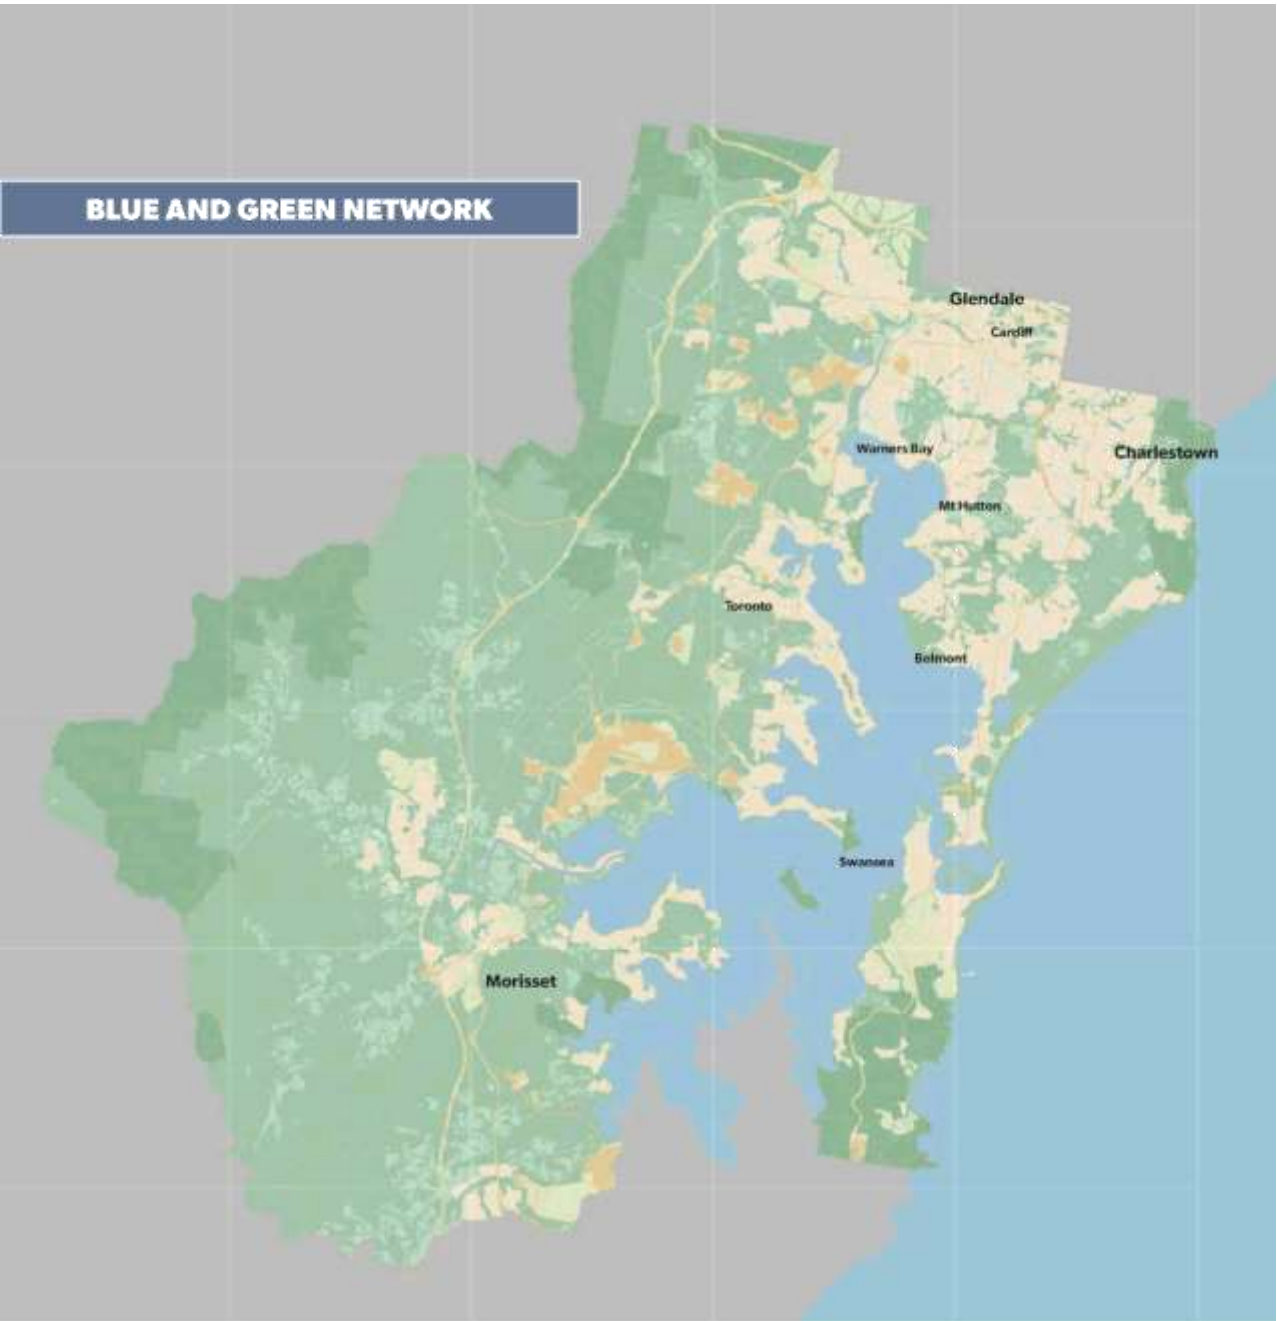 BLUE AND GREEN NETWORK
Glendale
Cardiff
Warners Bay
Charlestown
Mt Hutton
Toronto
Belmont
Swansea
Morisset